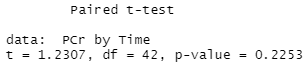 Paired t-test
data:  PCr by Time
t = 1.2307, df = 42, p-value = 0.2253